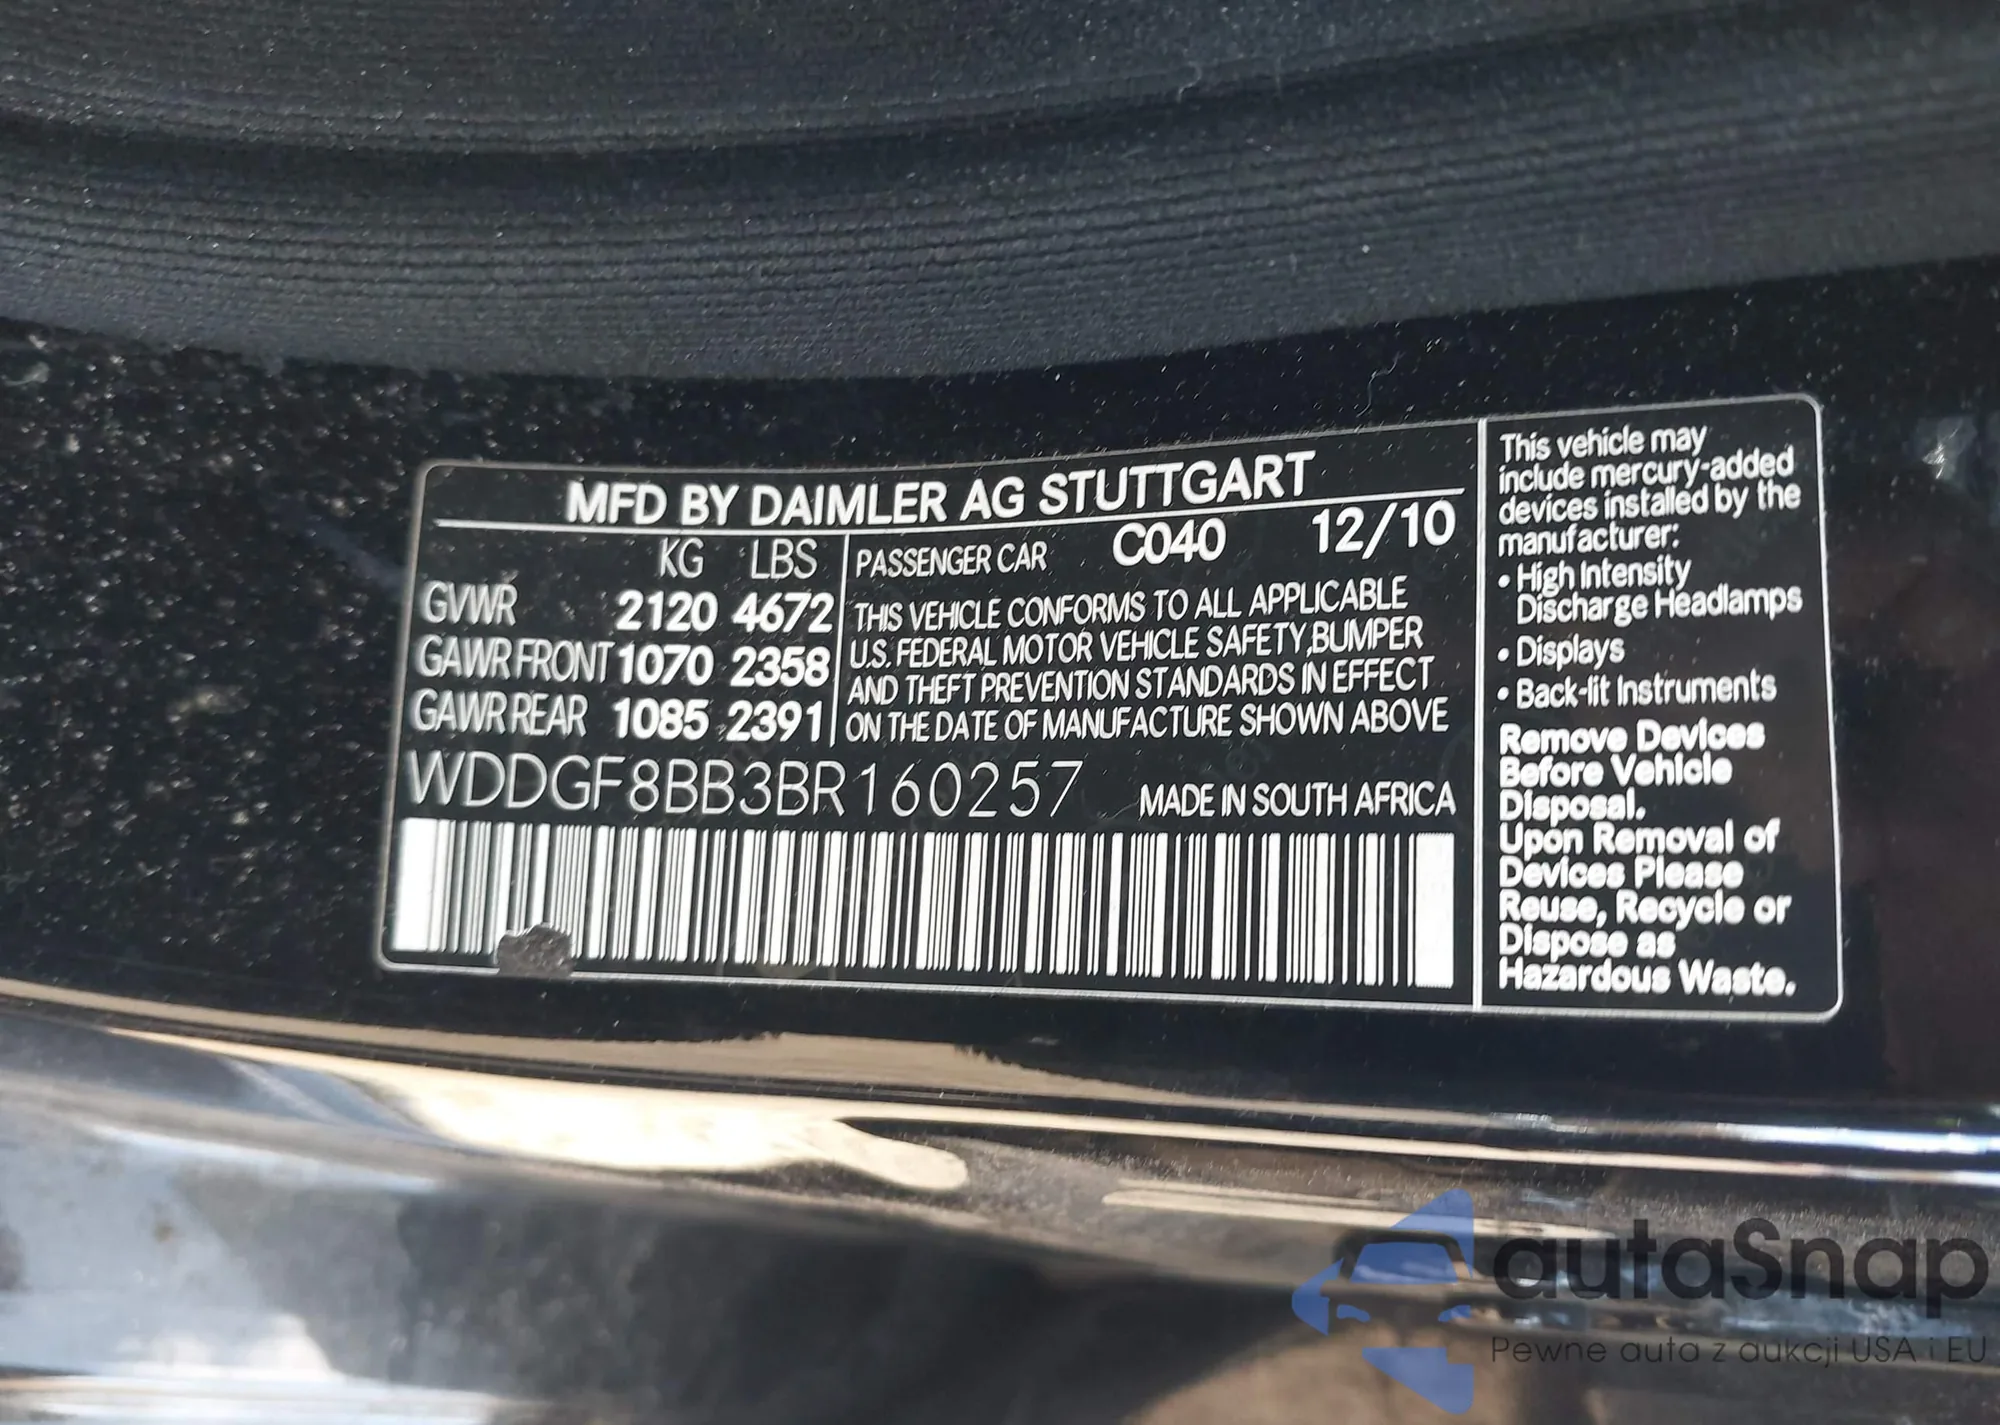 MFD BY DAIMLER AG STUTTGART
KG LBS
GVWR 2120 4672
GAWR FRONT 1070 2358
GAWR REAR 1085 2391
PASSENGER CAR C040 12/10
THIS VEHICLE CONFORMS TO ALL APPLICABLE
U.S. FEDERAL MOTOR VEHICLE SAFETY,BUMPER
AND THEFT PREVENTION STANDARDS IN EFFECT
ON THE DATE OF MANUFACTURE SHOWN ABOVE
WDDGF8BB3BR160257 MADE IN SOUTH AFRICA
This vehicle may
include mercury-added
devices installed by the
manufacturer:
• High Intensity
Discharge Headlamps
• Displays
• Back-lit Instruments
Remove Devices
Before Vehicle
Disposal.
Upon Removal of
Devices Please
Reuse, Recycle or
Dispose as
Hazardous Waste.
autaSnap
Pewne auta z aukcji USA i EU